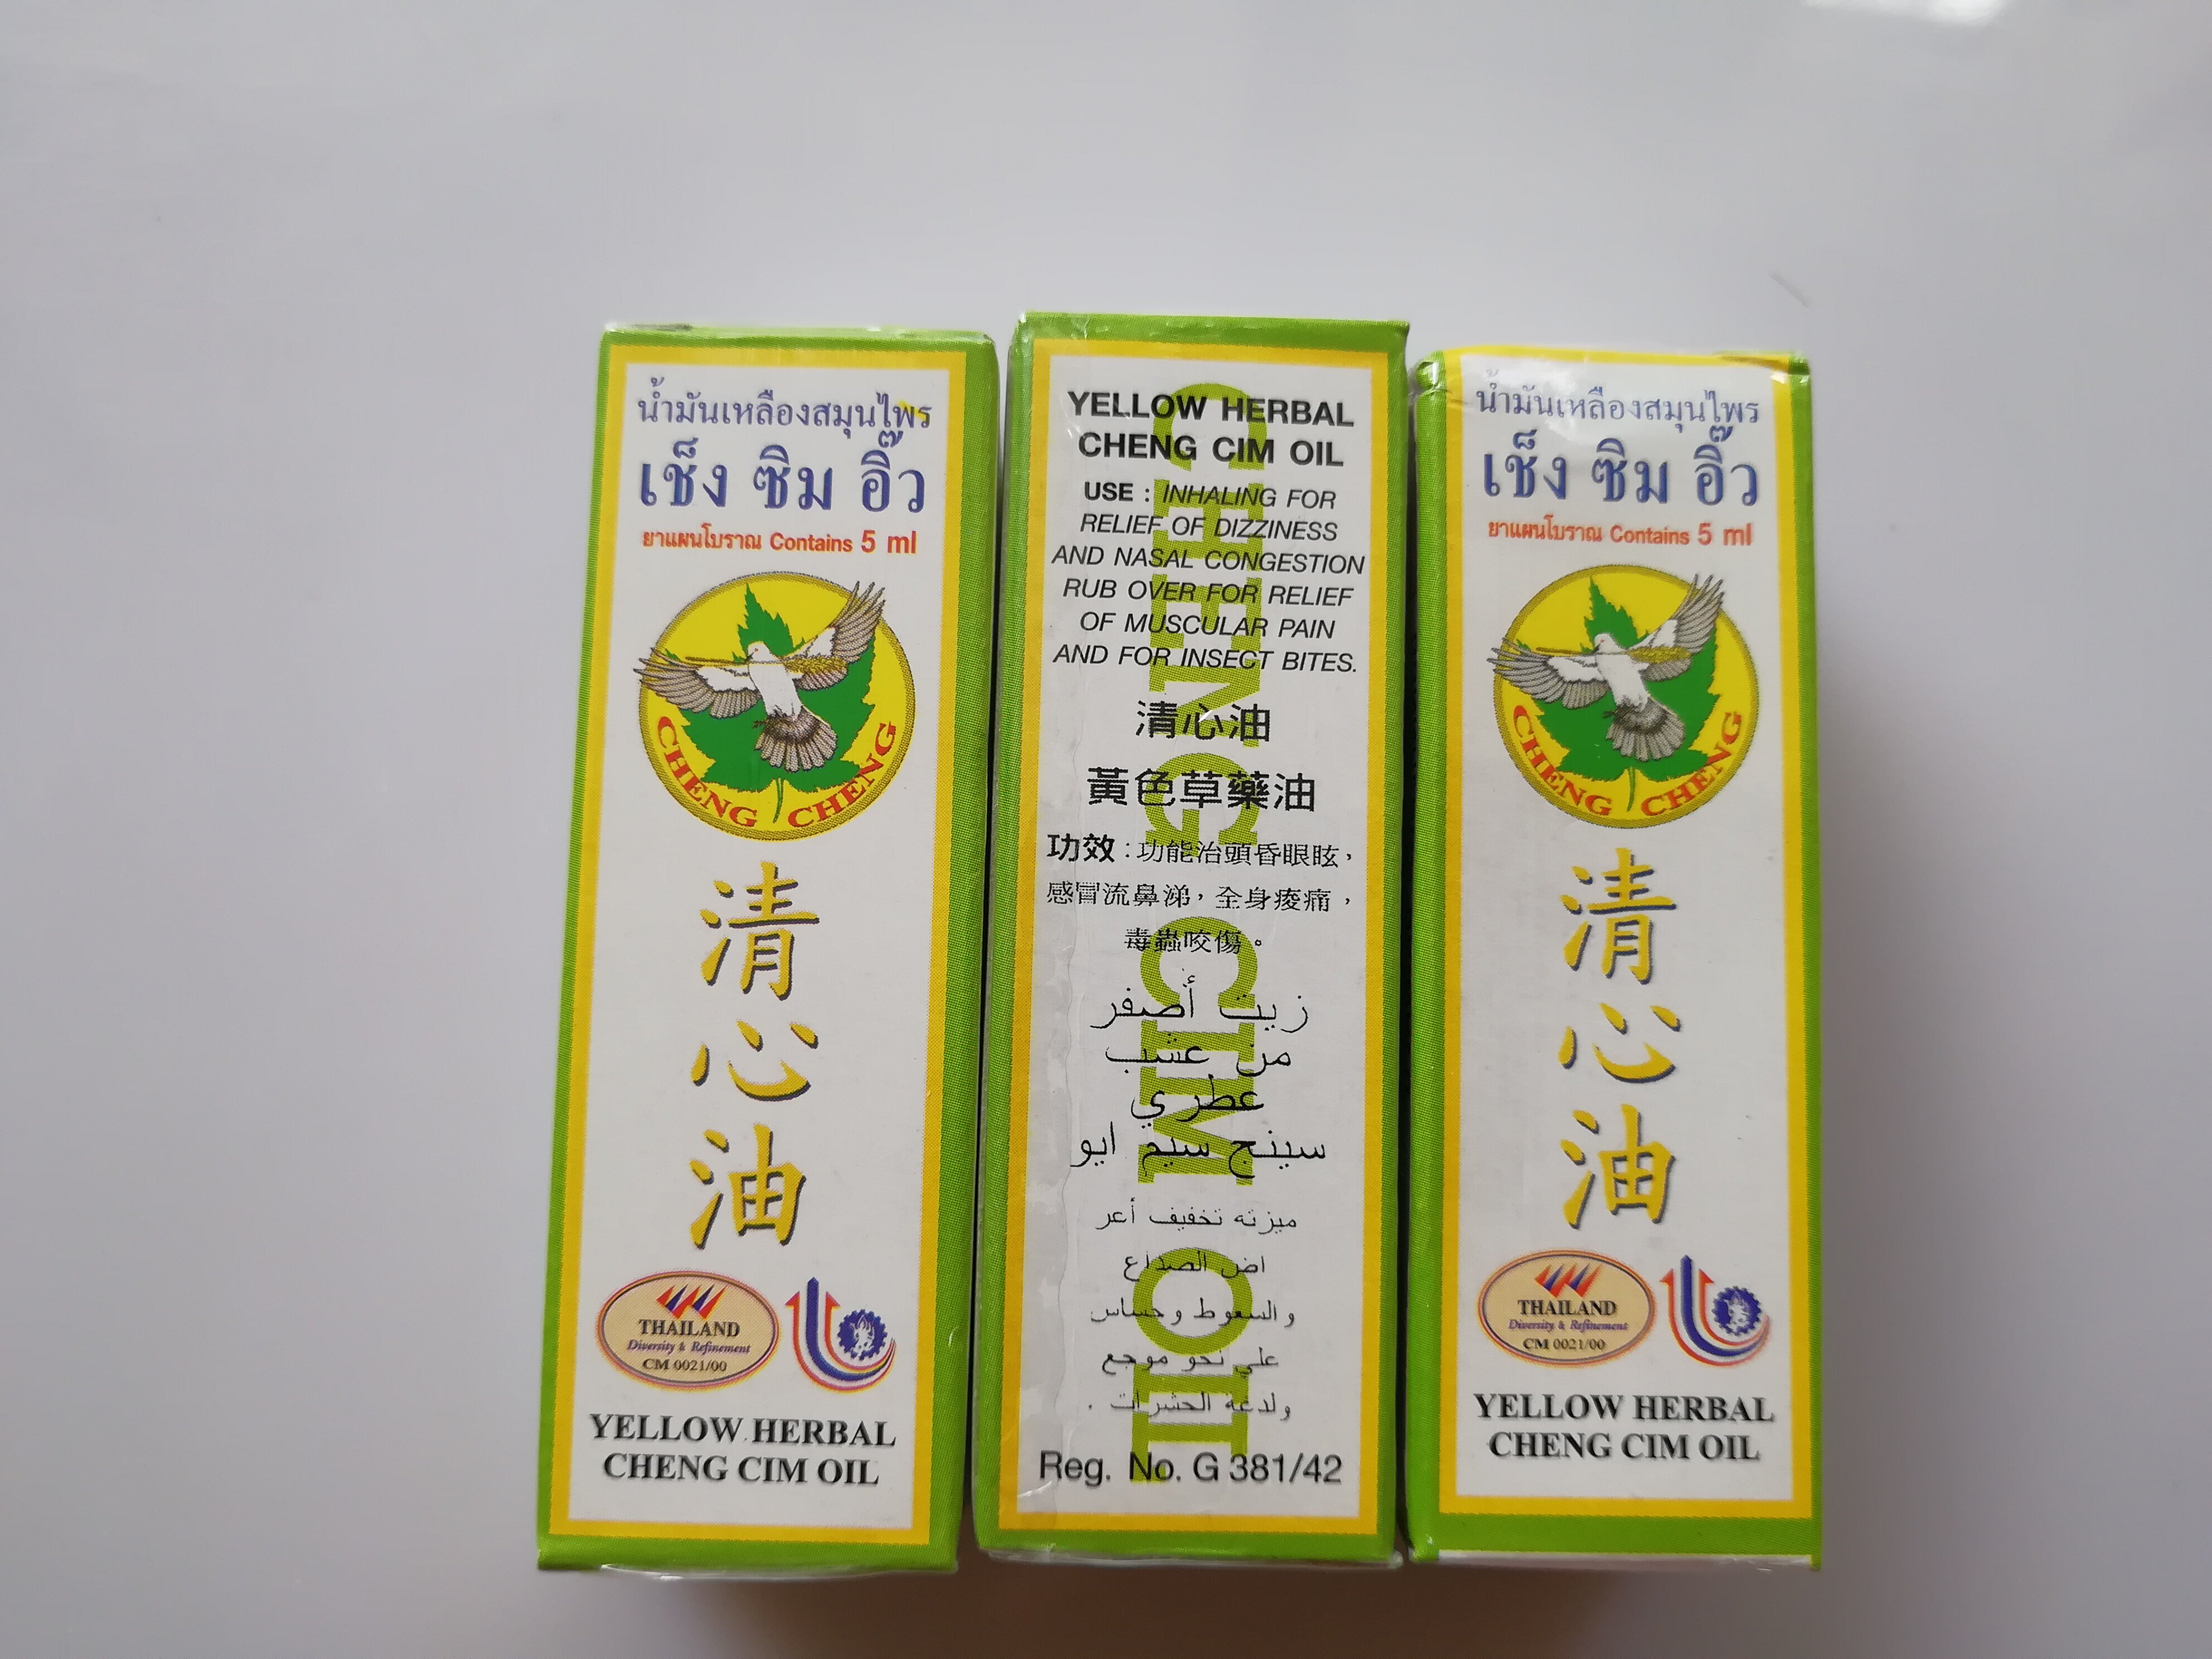 น้ำมันเหลืองสมุนไพร
เช็ง ซิม อิ๊ว
ยาแผนโบราณ Contains 5 ml
CHENG CHENG
清
心
油
THAILAND
Diversity & Refinement
CM 0021/00
YELLOW HERBAL
CHENG CIM OIL
YELLOW HERBAL
CHENG CIM OIL
USE : INHALING FOR
RELIEF OF DIZZINESS
AND NASAL CONGESTION
RUB OVER FOR RELIEF
OF MUSCULAR PAIN
AND FOR INSECT BITES.
清心油
黃色草藥油
功效:功能治頭昏眼眩,
感冒流鼻涕,全身痠痛,
毒蟲咬傷。
زيت أصفر
من عشب
عطري
سينج سيم ايو
ميزته تخفيف أعر
اض الصداع
والسعوط وحساس
علي نحو موجع
ولدغة الحشرات .
Reg. No. G 381/42
CHENG CIM OIL
น้ำมันเหลืองสมุนไพร
เช็ง ซิม อิ๊ว
ยาแผนโบราณ Contains 5 ml
CHENG CHENG
清
心
油
THAILAND
Diversity & Refinement
CM 0021/00
YELLOW HERBAL
CHENG CIM OIL